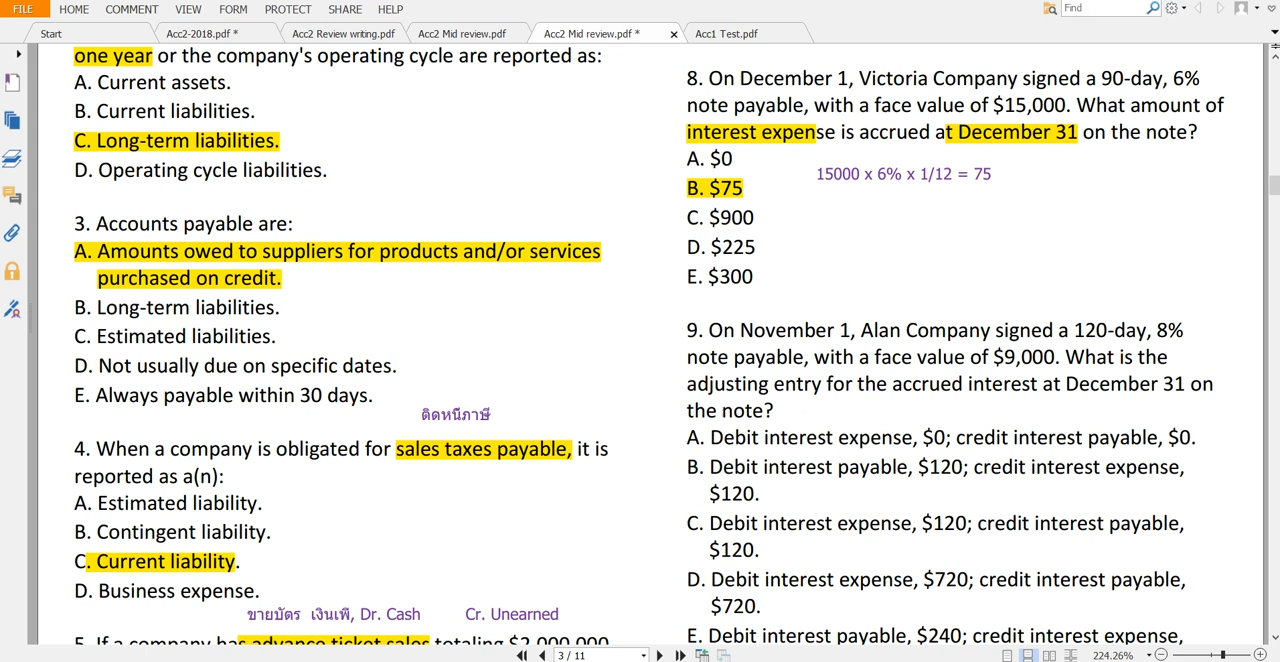 FILE HOME COMMENT VIEW FORM PROTECT SHARE HELP Find
Start Acc2-2018.pdf * Acc2 Review writing.pdf Acc2 Mid review.pdf Acc2 Mid review.pdf * Acc1 Test.pdf
one year or the company's operating cycle are reported as:
A. Current assets.
B. Current liabilities.
C. Long-term liabilities.
D. Operating cycle liabilities.
3. Accounts payable are:
A. Amounts owed to suppliers for products and/or services
purchased on credit.
B. Long-term liabilities.
C. Estimated liabilities.
D. Not usually due on specific dates.
E. Always payable within 30 days.
ติดหนี้ภาษี
4. When a company is obligated for sales taxes payable, it is
reported as a(n):
A. Estimated liability.
B. Contingent liability.
C. Current liability.
D. Business expense.
ขายบัตร เงินเพิ่, Dr. Cash Cr. Unearned
5. If a company has advance ticket sales totaling $2,000,000
8. On December 1, Victoria Company signed a 90-day, 6%
note payable, with a face value of $15,000. What amount of
interest expense is accrued at December 31 on the note?
A. $0
15000 x 6% x 1/12 = 75
B. $75
C. $900
D. $225
E. $300
9. On November 1, Alan Company signed a 120-day, 8%
note payable, with a face value of $9,000. What is the
adjusting entry for the accrued interest at December 31 on
the note?
A. Debit interest expense, $0; credit interest payable, $0.
B. Debit interest payable, $120; credit interest expense,
$120.
C. Debit interest expense, $120; credit interest payable,
$120.
D. Debit interest expense, $720; credit interest payable,
$720.
E. Debit interest payable, $240; credit interest expense,
3 / 11 224.26%